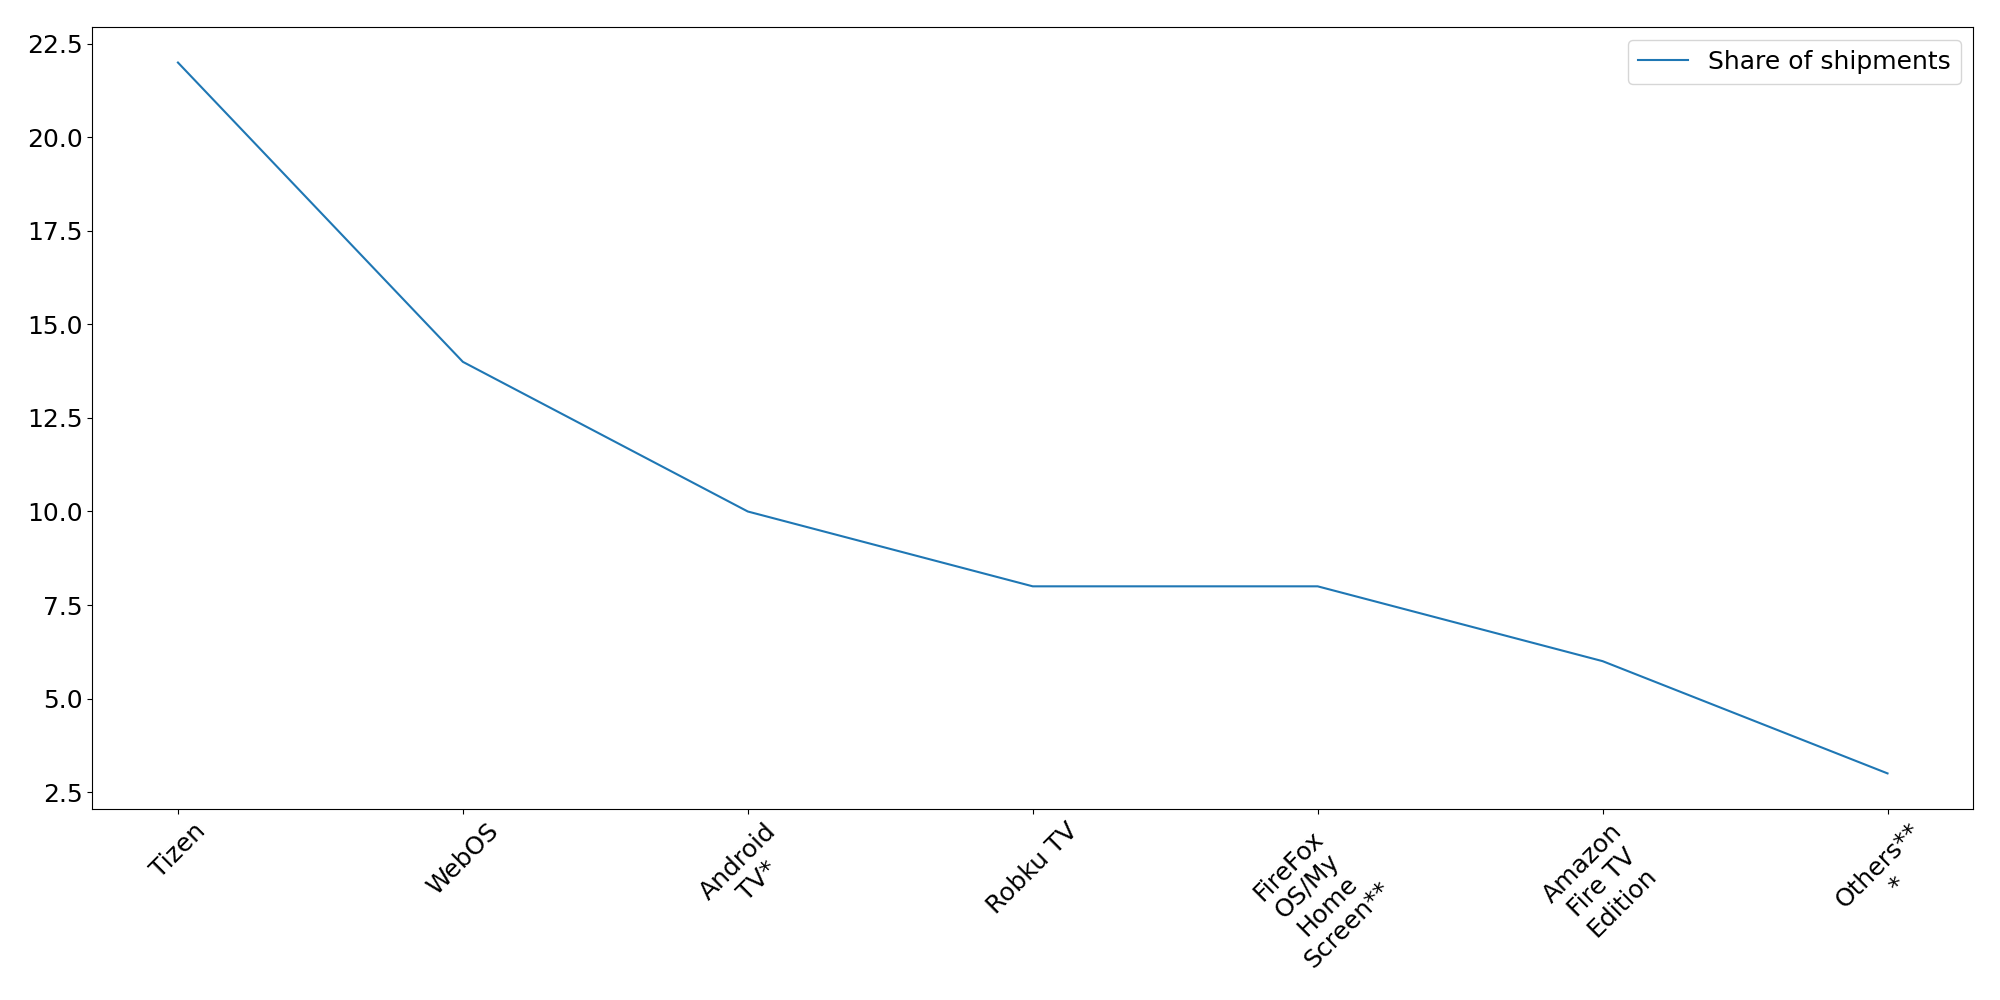 22.5
20.0
17.5
15.0
12.5
10.0
7.5
5.0
2.5
Share of shipments
Tizen
WebOS
Android
TV*
Robku TV
FireFox
OS/My
Home
Screen**
Amazon
Fire TV
Edition
Others**
*